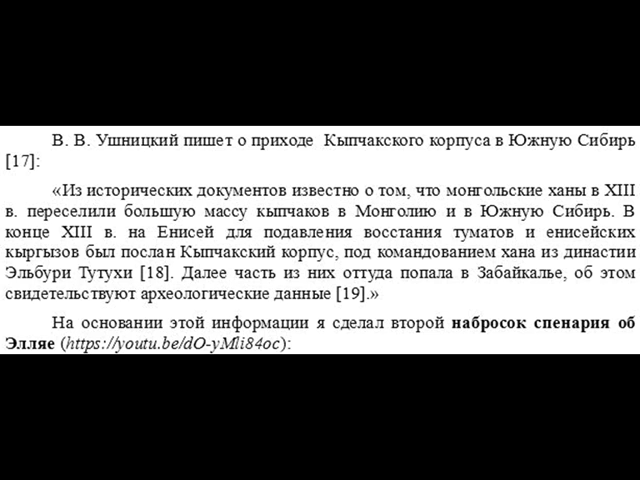 В. В. Ушницкий пишет о приходе Кыпчакского корпуса в Южную Сибирь
[17]:
«Из исторических документов известно о том, что монгольские ханы в XIII
в. переселили большую массу кыпчаков в Монголию и в Южную Сибирь. В
конце XIII в. на Енисей для подавления восстания туматов и енисейских
кыргызов был послан Кыпчакский корпус, под командованием хана из династии
Эльбури Тутухи [18]. Далее часть из них оттуда попала в Забайкалье, об этом
свидетельствуют археологические данные [19].»
На основании этой информации я сделал второй набросок спенария об
Элляе (https://youtu.be/dO-yMli84oc):